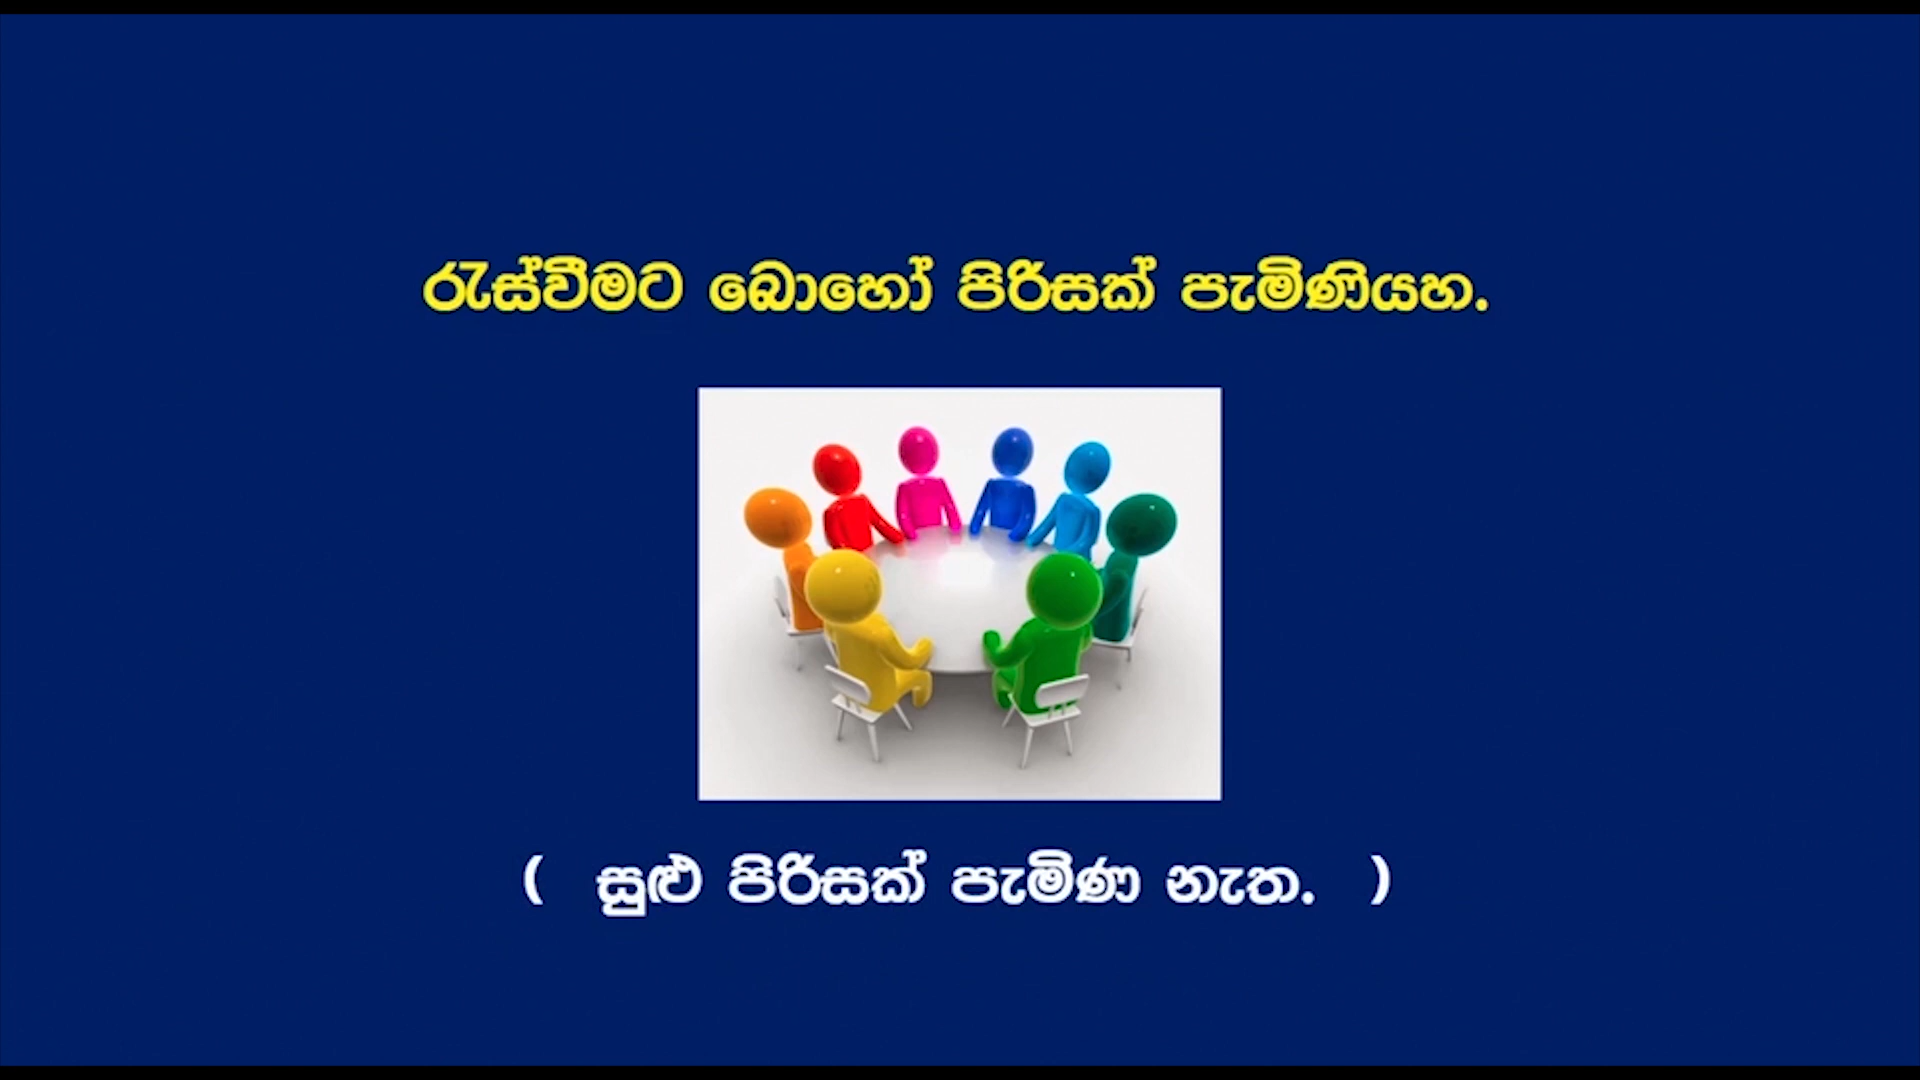 රැස්වීමට බොහෝ පිරිසක් පැමිණියහ.
( සුළු පිරිසක් පැමිණ නැත. )